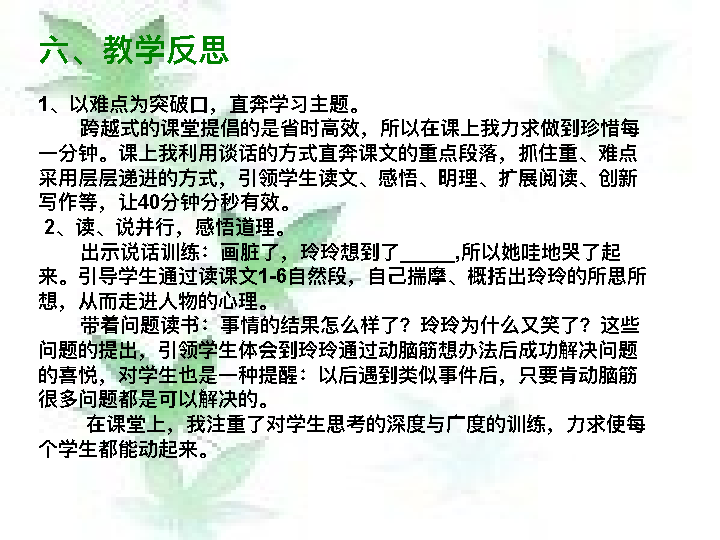 六、教学反思
1、以难点为突破口，直奔学习主题。
跨越式的课堂提倡的是省时高效，所以在课上我力求做到珍惜每
一分钟。课上我利用谈话的方式直奔课文的重点段落，抓住重、难点
采用层层递进的方式，引领学生读文、感悟、明理、扩展阅读、创新
写作等，让40分钟分秒有效。
2、读、说并行，感悟道理。
出示说话训练：画脏了，玲玲想到了_____,所以她哇地哭了起
来。引导学生通过读课文1-6自然段，自己揣摩、概括出玲玲的所思所
想，从而走进人物的心理。
带着问题读书：事情的结果怎么样了？玲玲为什么又笑了？这些
问题的提出，引领学生体会到玲玲通过动脑筋想办法后成功解决问题
的喜悦，对学生也是一种提醒：以后遇到类似事件后，只要肯动脑筋
很多问题都是可以解决的。
在课堂上，我注重了对学生思考的深度与广度的训练，力求使每
个学生都能动起来。